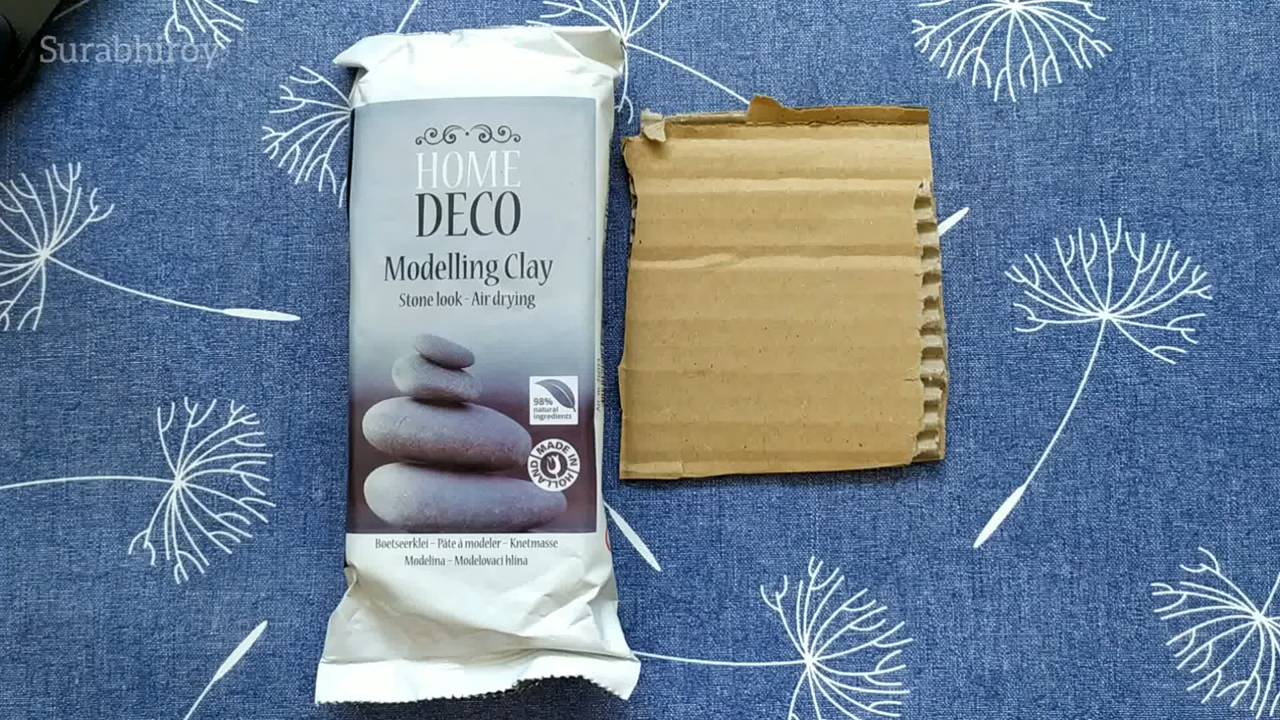 Surabhiroy
HOME
DECO
Modelling Clay
Stone look - Air drying
98%
natural
ingredients
MADE IN
HOLLAND
Boetseerklei - Pâte à modeler - Knetmasse
Modelina - Modelovací hlína